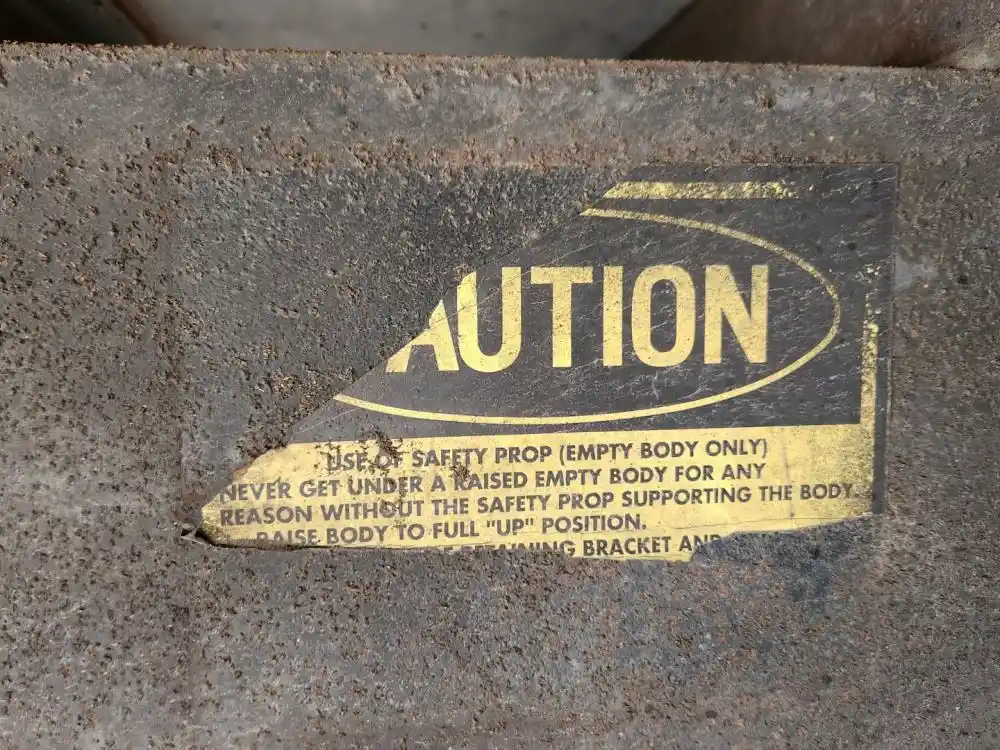 AUTION
USE OF SAFETY PROP (EMPTY BODY ONLY)
NEVER GET UNDER A RAISED EMPTY BODY FOR ANY
REASON WITHOUT THE SAFETY PROP SUPPORTING THE BODY.
RAISE BODY TO FULL "UP" POSITION.
RETAINING BRACKET AND